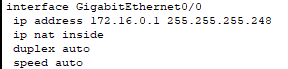 interface GigabitEthernet0/0
ip address 172.16.0.1 255.255.255.248
ip nat inside
duplex auto
speed auto